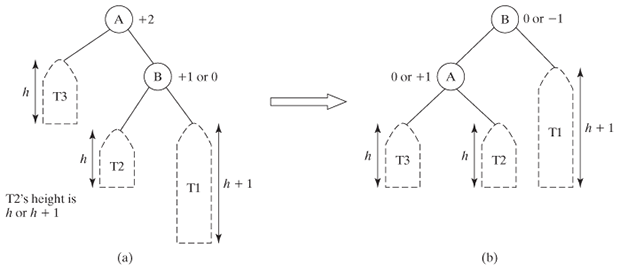 A +2
B 0 or −1
h
T3
B +1 or 0
0 or +1 A
h
T2
T1
h + 1
h
T3
h
T2
T1
h + 1
T2's height is
h or h + 1
(a)
(b)